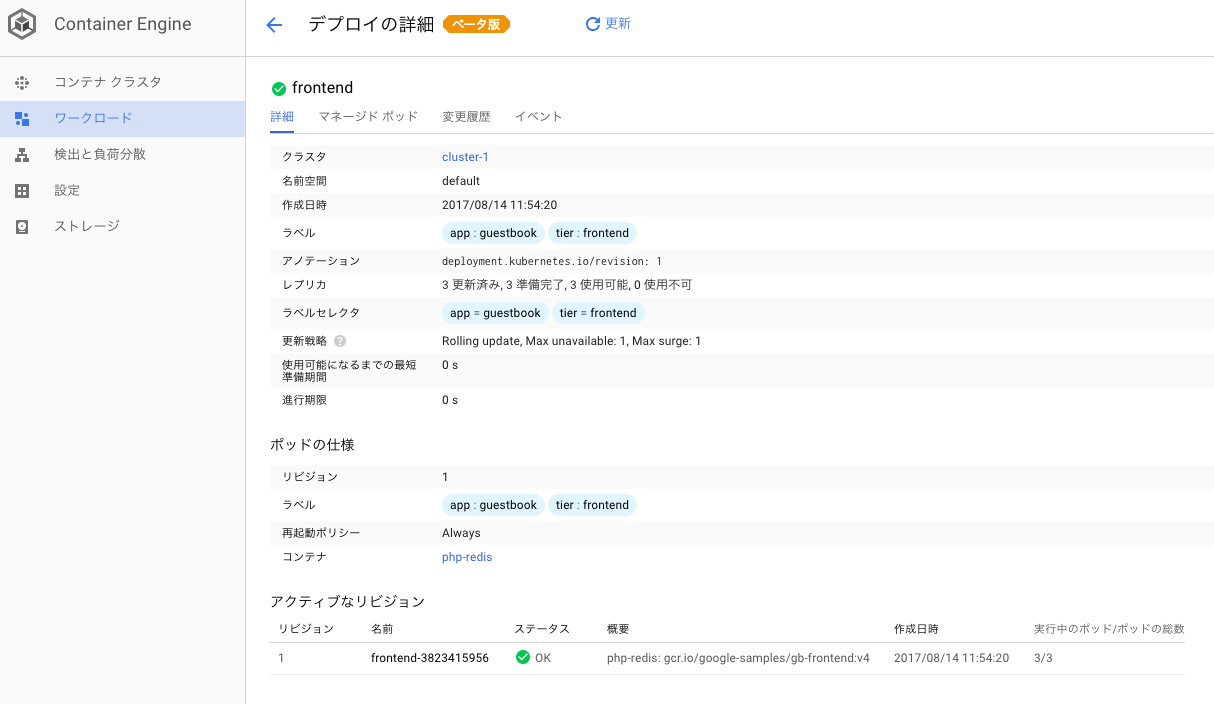 Container Engine
デプロイの詳細 ベータ版 更新
コンテナ クラスタ
ワークロード
検出と負荷分散
設定
ストレージ
frontend
詳細 マネージド ポッド 変更履歴 イベント
クラスタ cluster-1
名前空間 default
作成日時 2017/08/14 11:54:20
ラベル app : guestbook tier : frontend
アノテーション deployment.kubernetes.io/revision: 1
レプリカ 3 更新済み, 3 準備完了, 3 使用可能, 0 使用不可
ラベルセレクタ app = guestbook tier = frontend
更新戦略 ? Rolling update, Max unavailable: 1, Max surge: 1
使用可能になるまでの最短 0 s
準備期間
進行期限 0 s
ポッドの仕様
リビジョン 1
ラベル app : guestbook tier : frontend
再起動ポリシー Always
コンテナ php-redis
アクティブなリビジョン
リビジョン 名前 ステータス 概要 作成日時 実行中のポッド/ポッドの総数
1 frontend-3823415956 OK php-redis: gcr.io/google-samples/gb-frontend:v4 2017/08/14 11:54:20 3/3